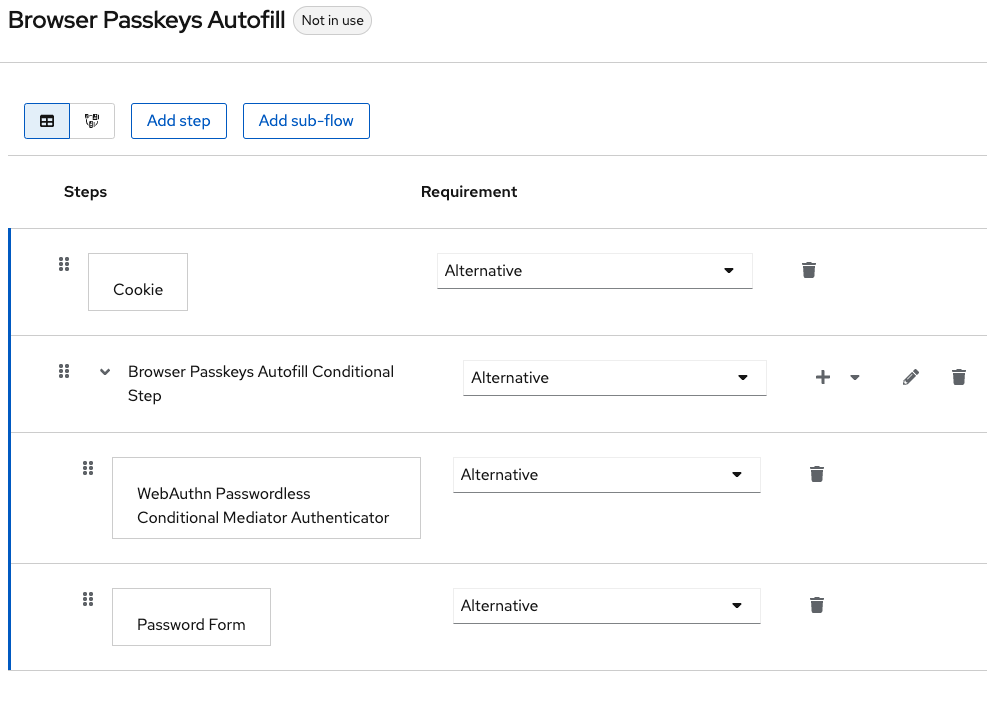 Browser Passkeys Autofill Not in use
Add step Add sub-flow
Steps Requirement
Cookie Alternative
Browser Passkeys Autofill Conditional
Step
Alternative
WebAuthn Passwordless
Conditional Mediator Authenticator
Alternative
Password Form Alternative